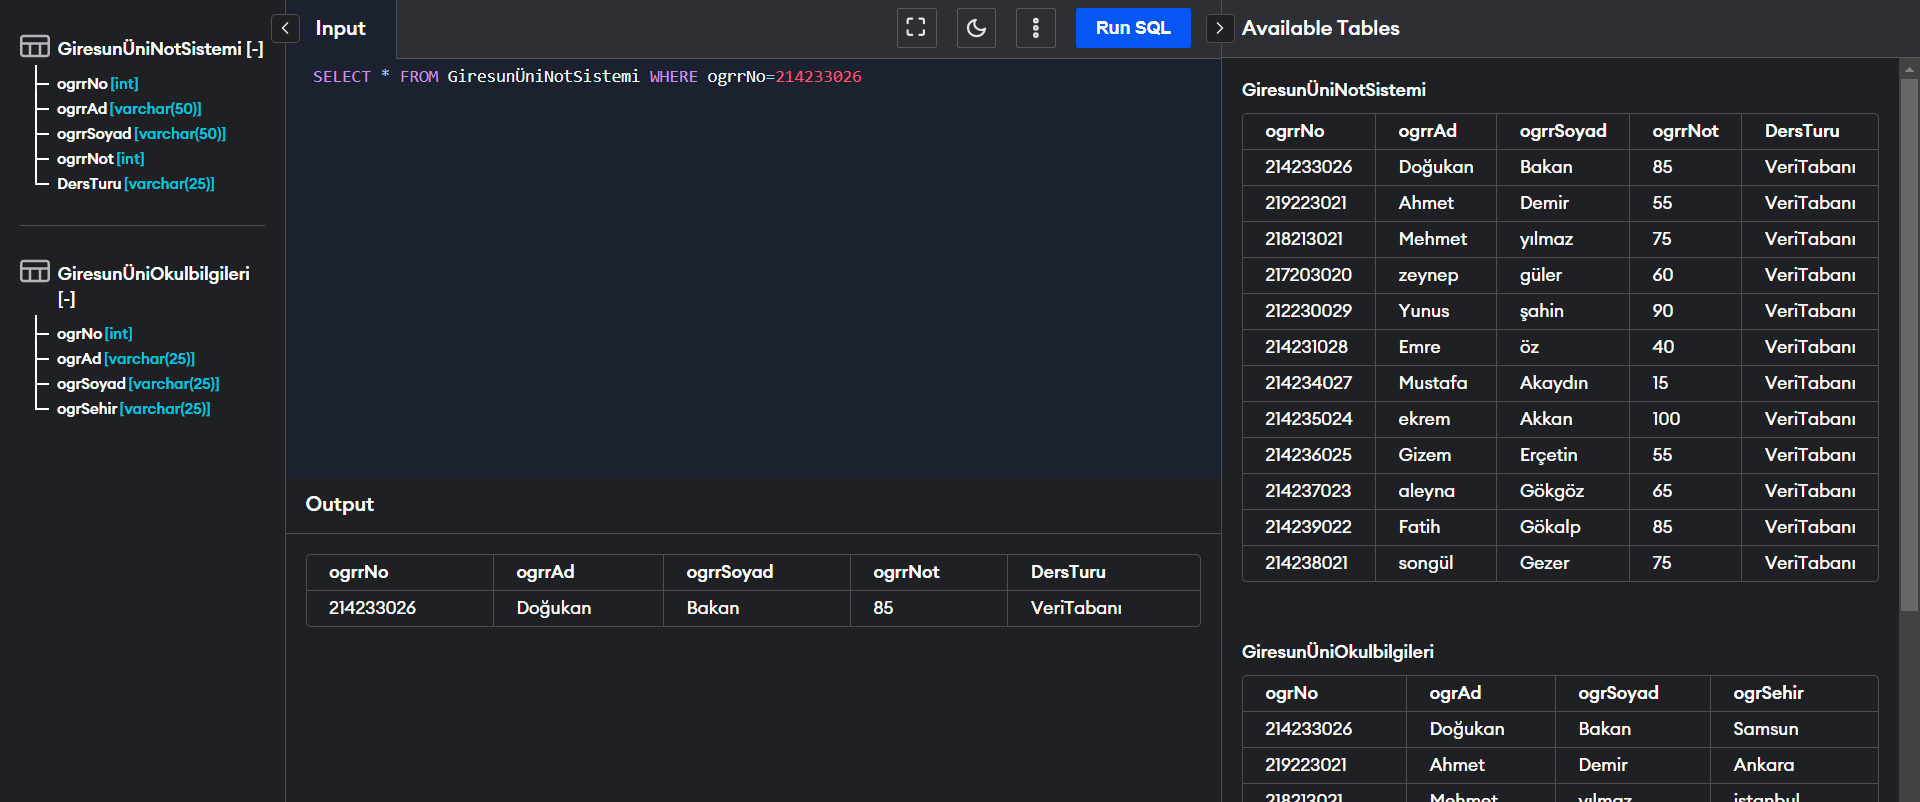 GiresunÜniNotSistemi [-]
ogrrNo [int]
ogrrAd [varchar(50)]
ogrrSoyad [varchar(50)]
ogrrNot [int]
DersTuru [varchar(25)]
GiresunÜniOkulbilgileri
[-]
ogrNo [int]
ogrAd [varchar(25)]
ogrSoyad [varchar(25)]
ogrSehir [varchar(25)]
Input
Run SQL
SELECT * FROM GiresunÜniNotSistemi WHERE ogrrNo=214233026
Output
ogrrNo ogrrAd ogrrSoyad ogrrNot DersTuru
214233026 Doğukan Bakan 85 VeriTabanı
Available Tables
GiresunÜniNotSistemi
ogrrNo ogrrAd ogrrSoyad ogrrNot DersTuru
214233026 Doğukan Bakan 85 VeriTabanı
219223021 Ahmet Demir 55 VeriTabanı
218213021 Mehmet yılmaz 75 VeriTabanı
217203020 zeynep güler 60 VeriTabanı
212230029 Yunus şahin 90 VeriTabanı
214231028 Emre öz 40 VeriTabanı
214234027 Mustafa Akaydın 15 VeriTabanı
214235024 ekrem Akkan 100 VeriTabanı
214236025 Gizem Erçetin 55 VeriTabanı
214237023 aleyna Gökgöz 65 VeriTabanı
214239022 Fatih Gökalp 85 VeriTabanı
214238021 songül Gezer 75 VeriTabanı
GiresunÜniOkulbilgileri
ogrNo ogrAd ogrSoyad ogrSehir
214233026 Doğukan Bakan Samsun
219223021 Ahmet Demir Ankara
218213021 Mehmet yılmaz istanbul